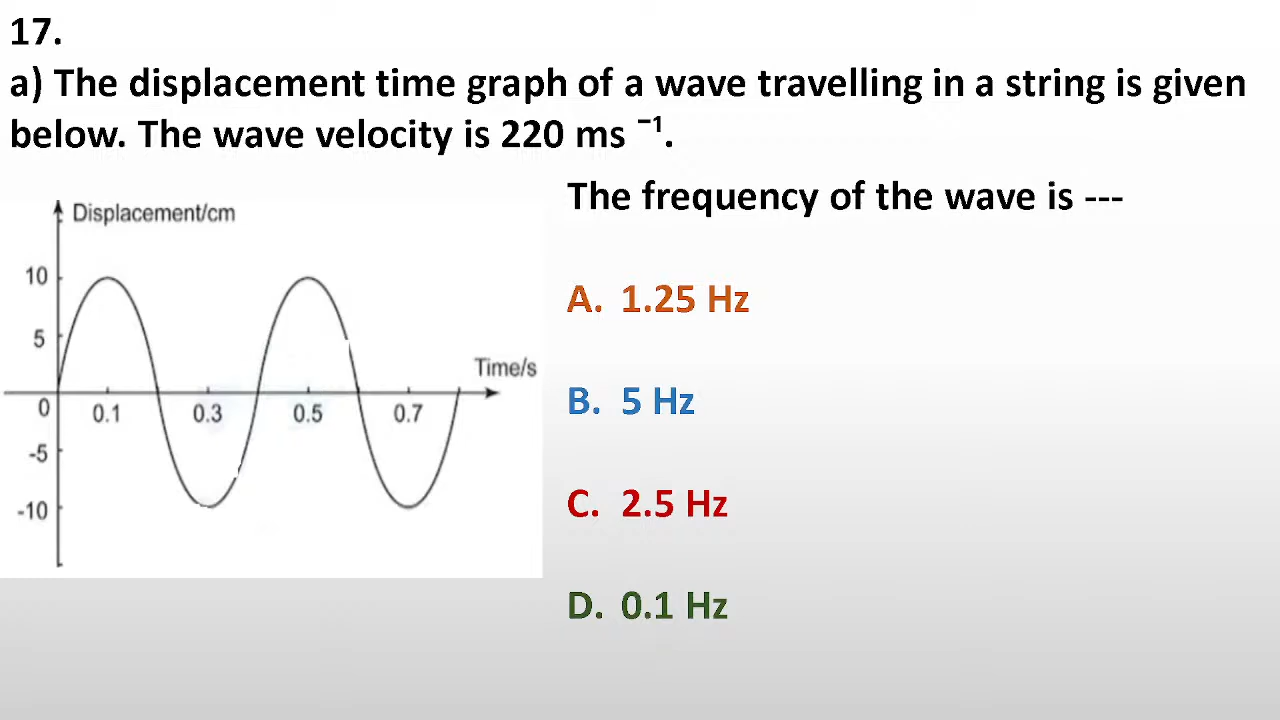 17.
a) The displacement time graph of a wave travelling in a string is given
below. The wave velocity is 220 ms ⁻¹.
The frequency of the wave is ---
Displacement/cm
10
5
0
-5
-10
0.1
0.3
0.5
0.7
Time/s
A. 1.25 Hz
B. 5 Hz
C. 2.5 Hz
D. 0.1 Hz